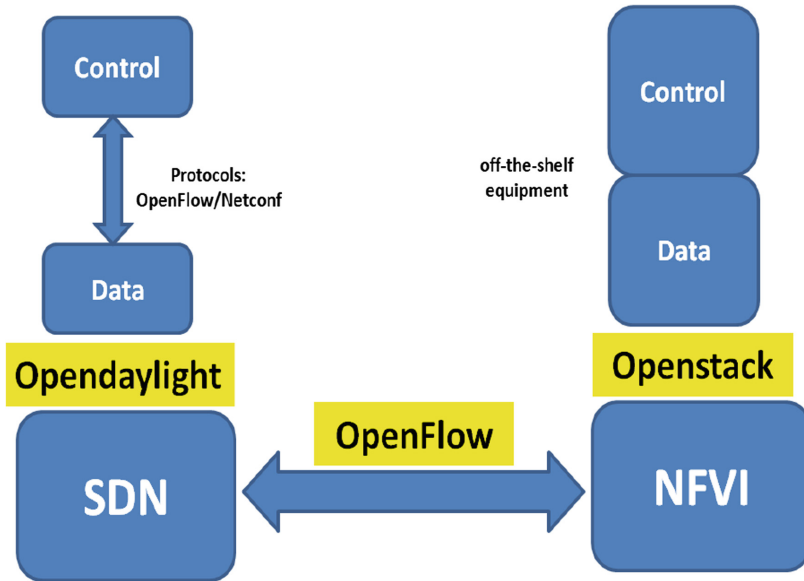 Control
Protocols:
OpenFlow/Netconf
Data
Opendaylight
SDN
OpenFlow
off-the-shelf
equipment
Control
Data
Openstack
NFVI